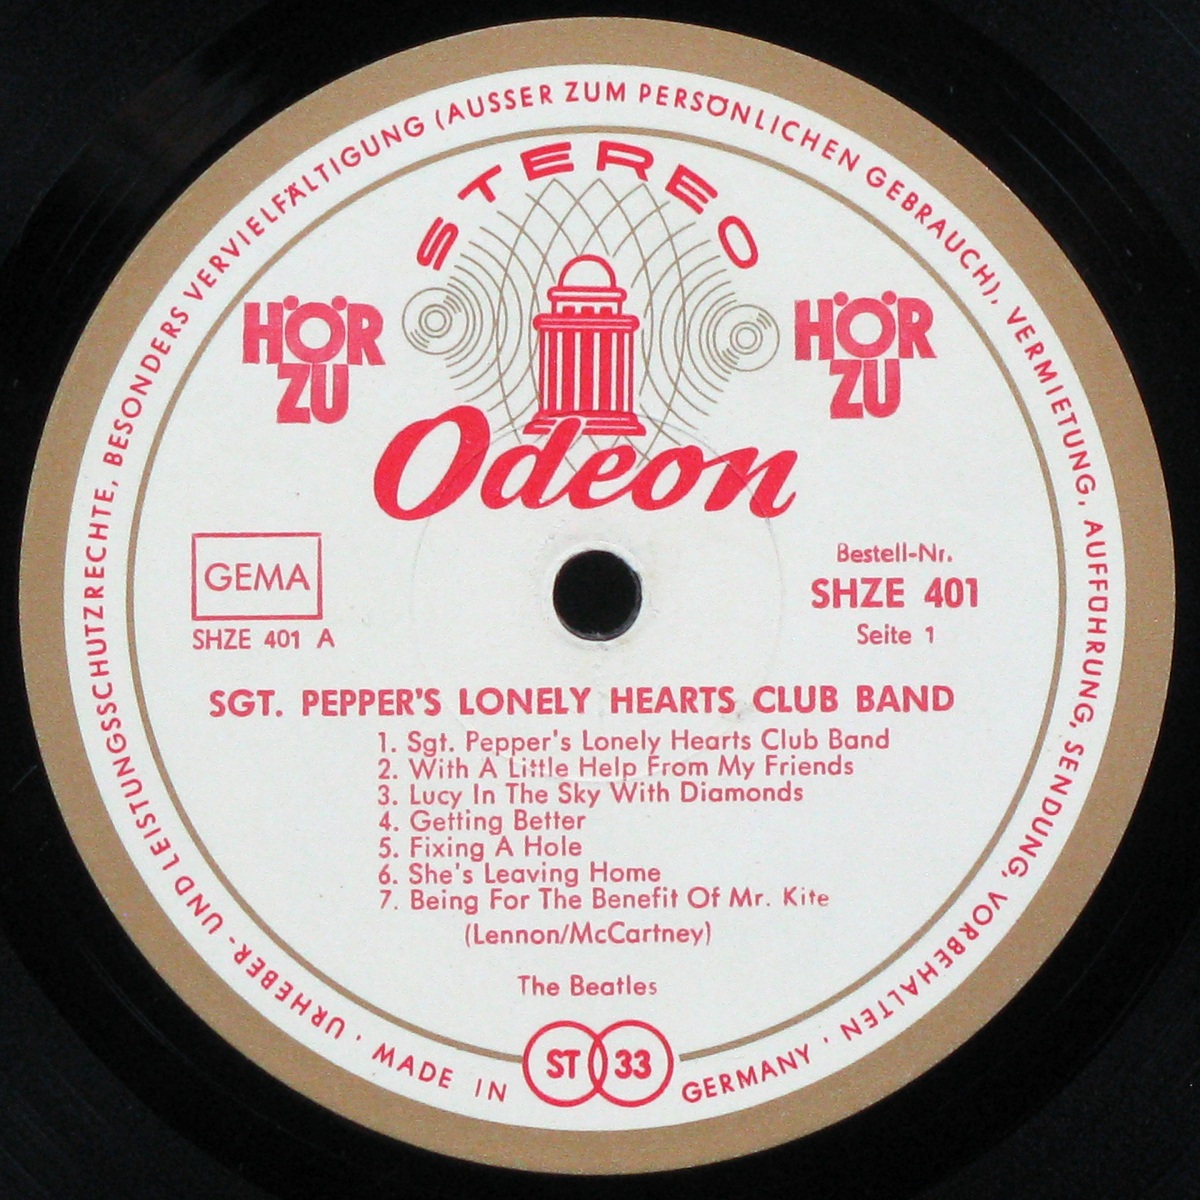 URHEBER- UND LEISTUNGSSCHUTZRECHTE, BESONDERS VERVIELFÄLTIGUNG (AUSSER ZUM PERSÖNLICHEN GEBRAUCH), VERMIETUNG, AUFFÜHRUNG, SENDUNG, VORBEHALTEN ·
STEREO
HÖR
ZU
HÖR
ZU
Odeon
GEMA
SHZE 401 A
Bestell-Nr.
SHZE 401
Seite 1
SGT. PEPPER'S LONELY HEARTS CLUB BAND
1. Sgt. Pepper's Lonely Hearts Club Band
2. With A Little Help From My Friends
3. Lucy In The Sky With Diamonds
4. Getting Better
5. Fixing A Hole
6. She's Leaving Home
7. Being For The Benefit Of Mr. Kite
(Lennon/McCartney)
The Beatles
ST 33
· MADE IN GERMANY ·